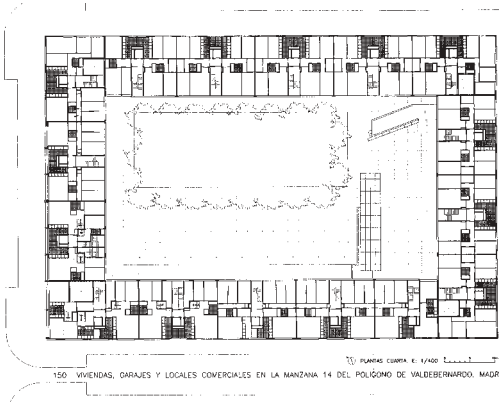 PLANTAS CUARTA. E: 1/400
150 VIVIENDAS, GARAJES Y LOCALES COMERCIALES EN LA MANZANA 14 DEL POLIGONO DE VALDEBERNARDO. MADR